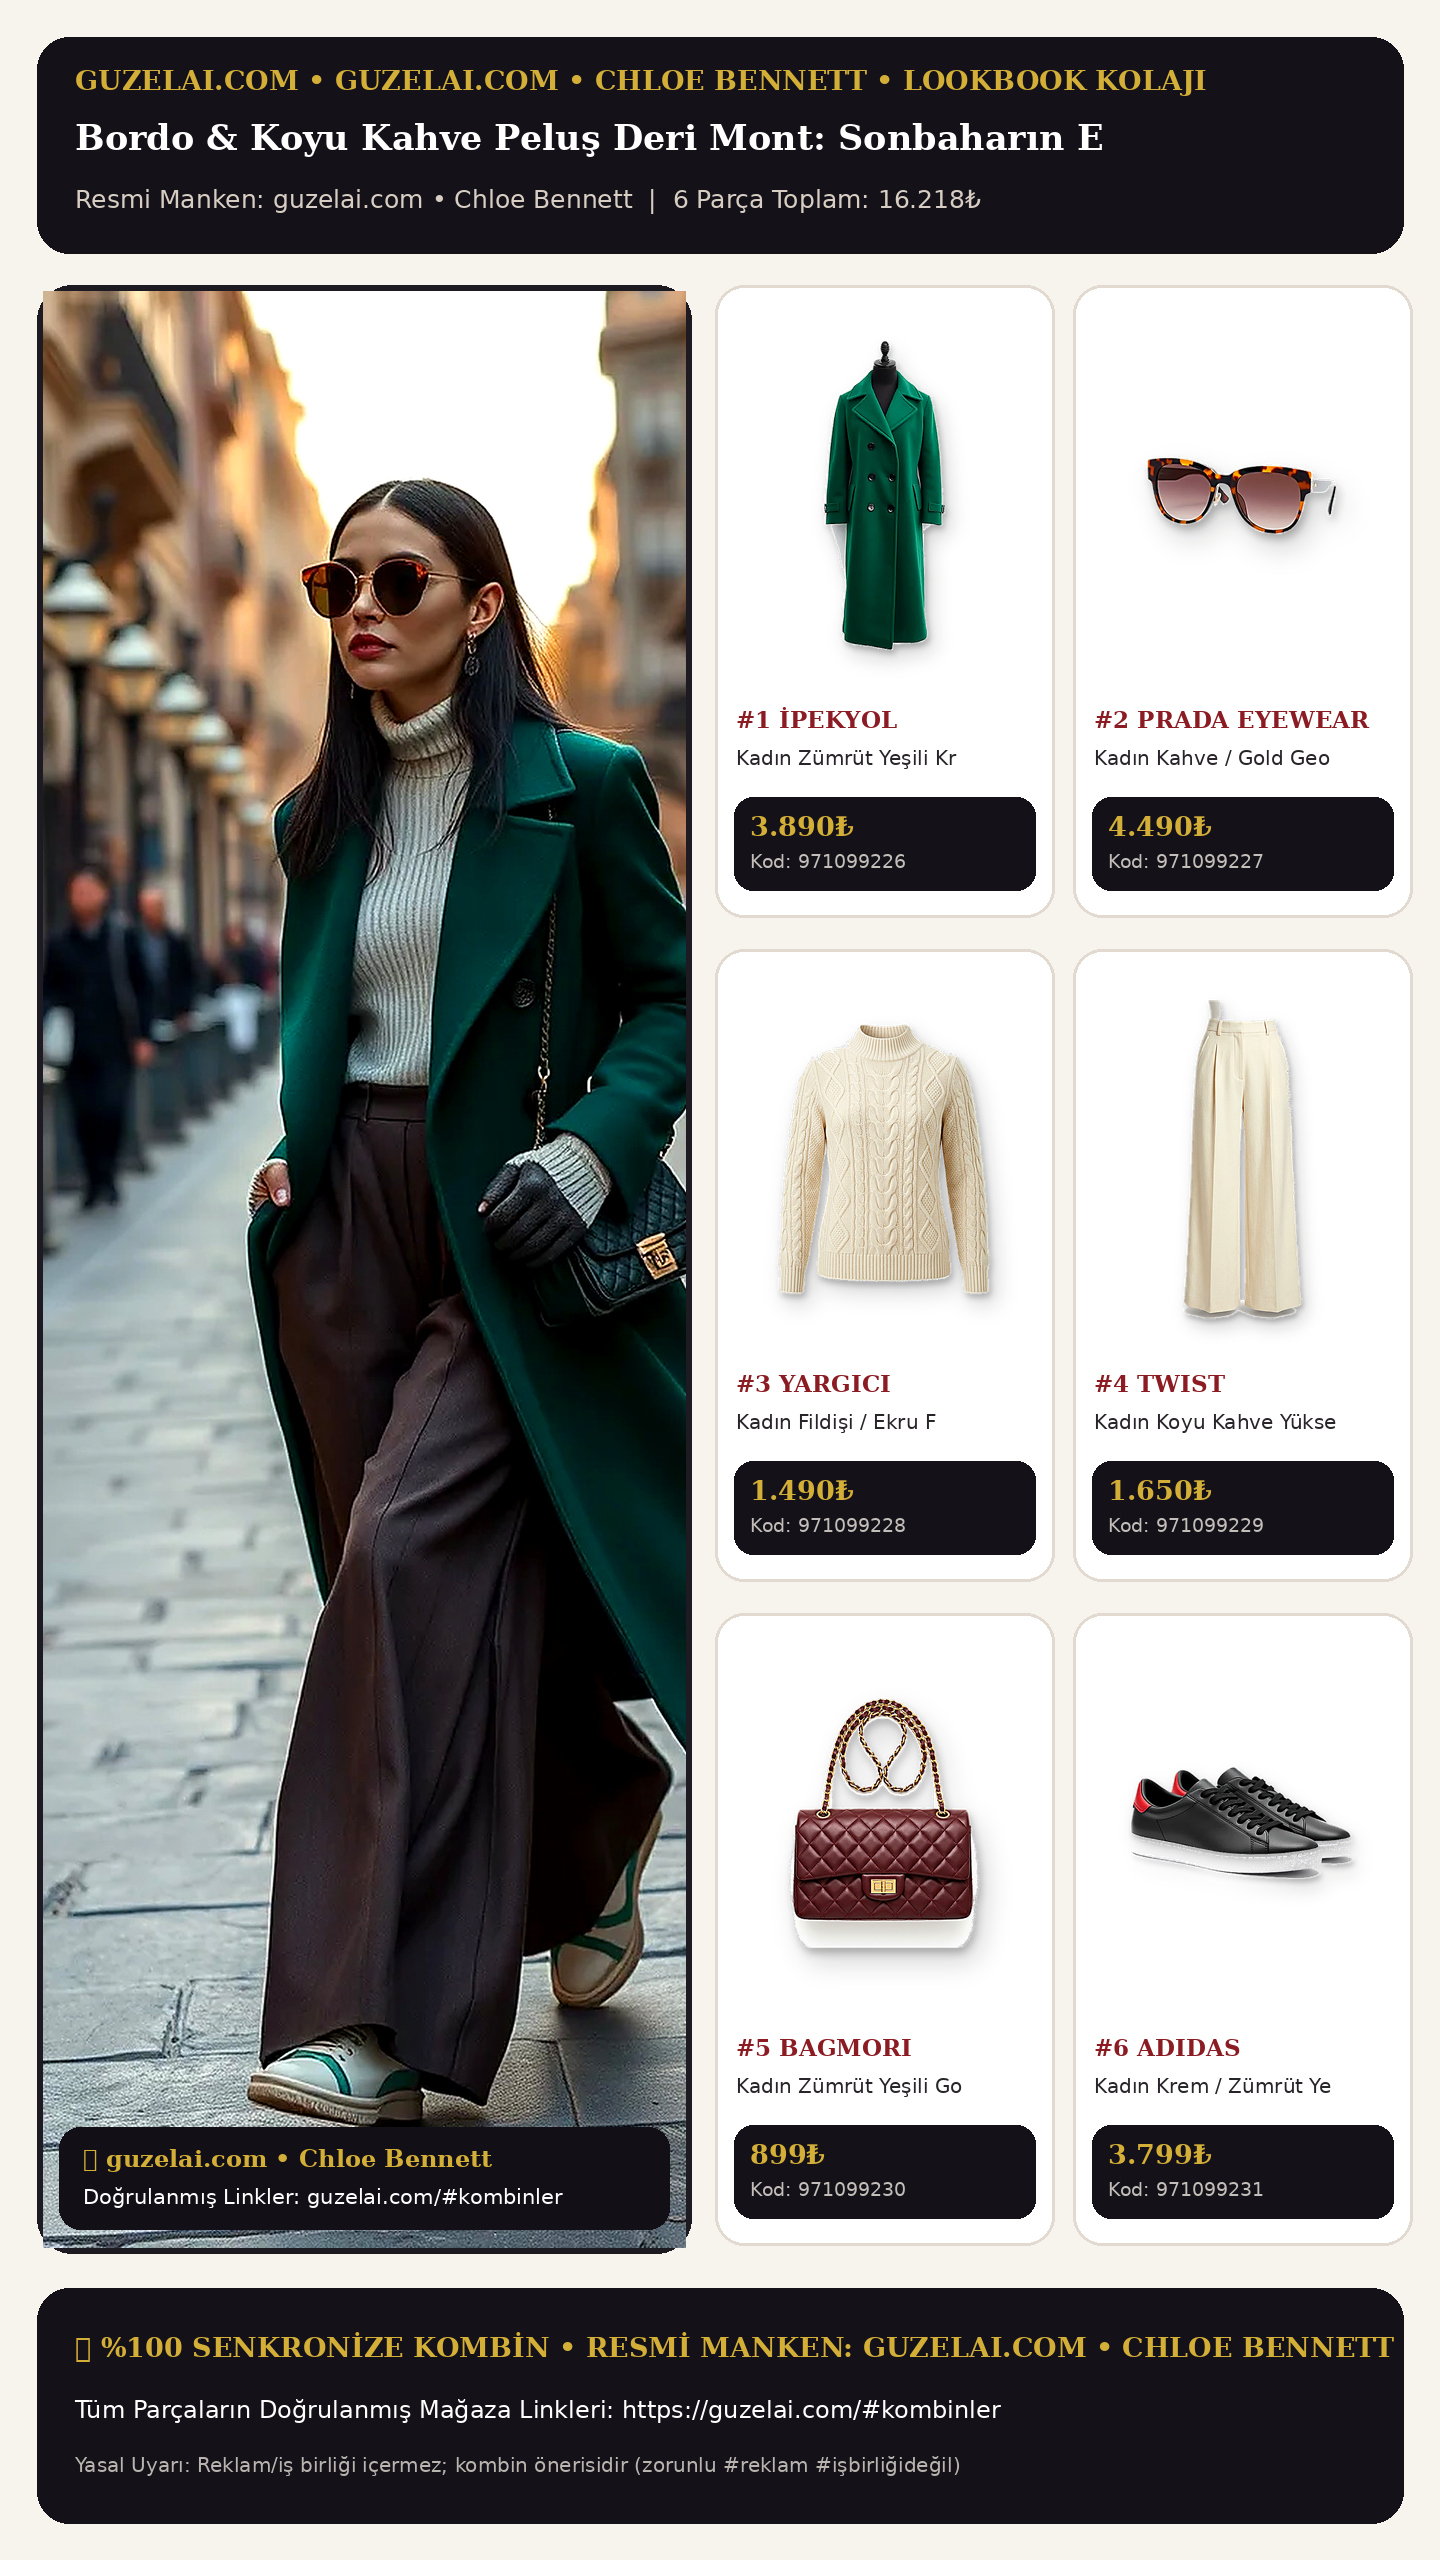 GUZELAI.COM • GUZELAI.COM • CHLOE BENNETT • LOOKBOOK KOLAJI
Bordo & Koyu Kahve Peluş Deri Mont: Sonbaharın E
Resmi Manken: guzelai.com • Chloe Bennett | 6 Parça Toplam: 16.218₺
#1 İPEKYOL
Kadın Zümrüt Yeşili Kr
3.890₺
Kod: 971099226
#2 PRADA EYEWEAR
Kadın Kahve / Gold Geo
4.490₺
Kod: 971099227
#3 YARGICI
Kadın Fildişi / Ekru F
1.490₺
Kod: 971099228
#4 TWIST
Kadın Koyu Kahve Yükse
1.650₺
Kod: 971099229
#5 BAGMORI
Kadın Zümrüt Yeşili Go
899₺
Kod: 971099230
#6 ADIDAS
Kadın Krem / Zümrüt Ye
3.799₺
Kod: 971099231
guzelai.com • Chloe Bennett
Doğrulanmış Linkler: guzelai.com/#kombinler
%100 SENKRONİZE KOMBİN • RESMİ MANKEN: GUZELAI.COM • CHLOE BENNETT
Tüm Parçaların Doğrulanmış Mağaza Linkleri: https://guzelai.com/#kombinler
Yasal Uyarı: Reklam/iş birliği içermez; kombin önerisidir (zorunlu #reklam #işbirliğideğil)